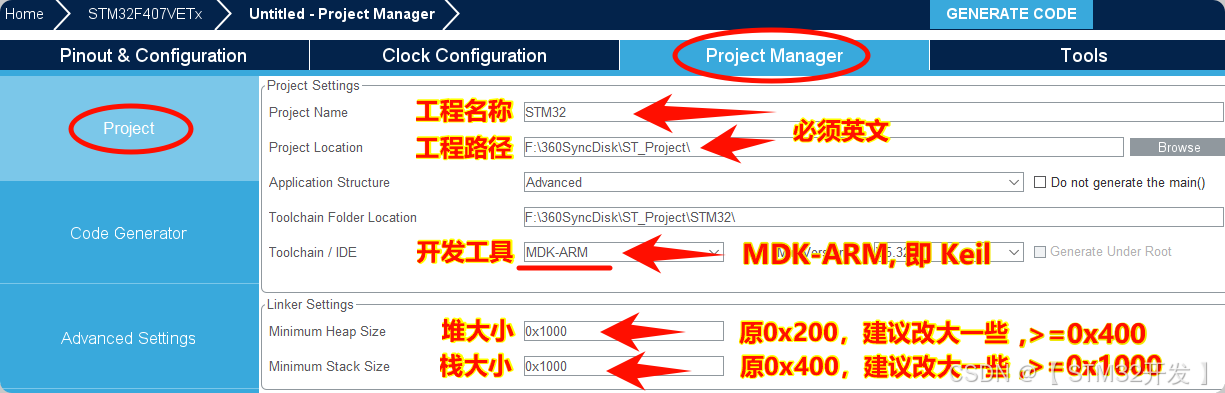 Home STM32F407VETx Untitled - Project Manager GENERATE CODE
Pinout & Configuration Clock Configuration Project Manager Tools
Project
Code Generator
Advanced Settings
Project Settings
Project Name 工程名称 STM32
必须英文
Project Location 工程路径 F:\360SyncDisk\ST_Project\ Browse
Application Structure Advanced Do not generate the main()
Toolchain Folder Location F:\360SyncDisk\ST_Project\STM32\
Toolchain / IDE 开发工具 MDK-ARM MDK-ARM, 即 Keil 5.32 Generate Under Root
Linker Settings
Minimum Heap Size 堆大小 0x1000 原0x200，建议改大一些 ,>=0x400
Minimum Stack Size 栈大小 0x1000 原0x400，建议改大一些 ,>=0x1000
CSDN @【 STM32开发 】